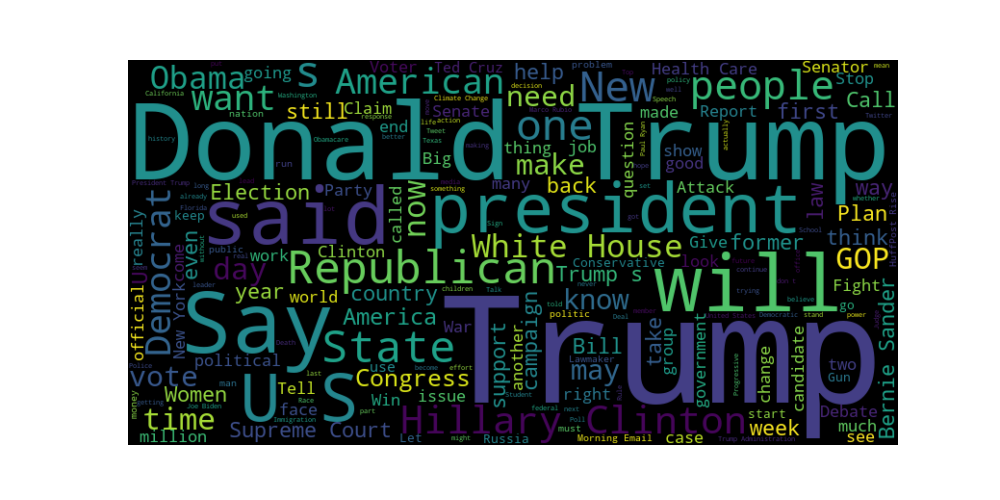 Donald Trump
Trump
president
will
Say
said
U S
Republican
Hillary Clinton
White House
people
American
New
one
State
want
Obama
s
need
make
now
Democrat
time
day
vote
Congress
know
may
GOP
think
Bernie Sander
America
Supreme Court
Women
Election
Voter
Ted Cruz
help
Health Care
Senator
Stop
going
California
Washington
decision
Climate Change
problem
policy
mean
well
Speech
Twitter
nation
still
Claim
response
Senate
life
action
Tweet
Texas
better
making
history
Obamacare
end
Big
thing
job
made
Report
first
Call
question
Paul Ryan
actually
show
good
run
President Trump
long
already
Florida
keep
Party
many
something
back
Attack
set
law
way
whether
Plan
really
come
even
without
used
public
real
work
called
Clinton
Sign
got
Give
former
School
HuffPost Rise
look
Conservative
never
Trump s
continue
trying
believe
Fight
go
official
New York
leader
year
world
country
children
told
politic
Deal
United States
Democratic
stand
power
Judge
War
campaign
another
support
Lawmaker
take
group
government
Progressive
change
candidate
two
Gun
political
Death
use
become
effort
Bill
Police
man
last
Tell
Win
issue
right
Student
money
getting
Joe Biden
Race
face
Immigration
part
federal
next
Rule
start
Debate
million
Let
might
Poll
must
Russia
Morning Email
case
Trump Administration
week
much
see